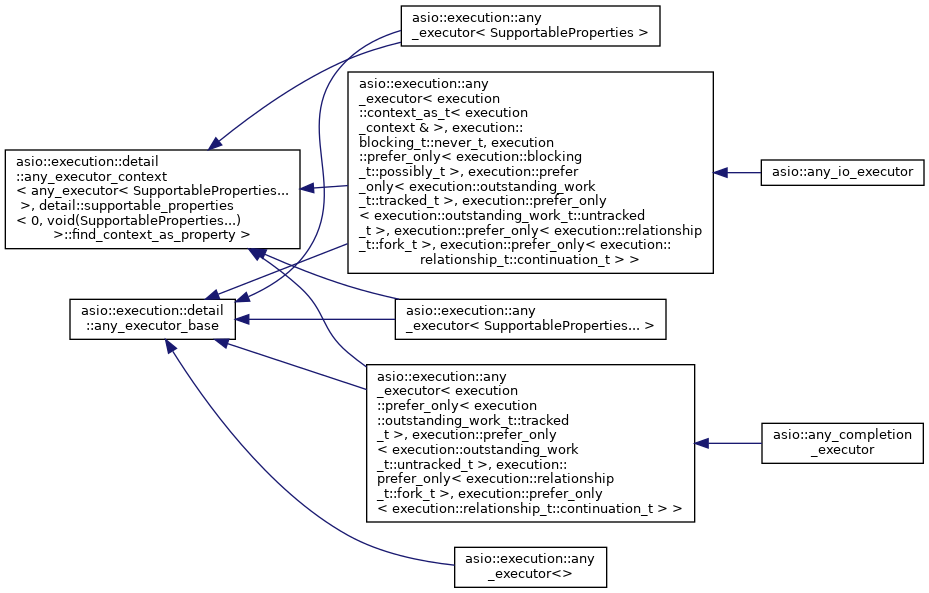 asio::execution::any
_executor< SupportableProperties >
asio::execution::any
_executor< execution
::context_as_t< execution
_context & >, execution::
blocking_t::never_t, execution
::prefer_only< execution::blocking
_t::possibly_t >, execution::prefer
_only< execution::outstanding_work
_t::tracked_t >, execution::prefer_only
< execution::outstanding_work_t::untracked
_t >, execution::prefer_only< execution::relationship
_t::fork_t >, execution::prefer_only< execution::
relationship_t::continuation_t > >
asio::any_io_executor
asio::execution::detail
::any_executor_context
< any_executor< SupportableProperties...
>, detail::supportable_properties
< 0, void(SupportableProperties...)
>::find_context_as_property >
asio::execution::detail
::any_executor_base
asio::execution::any
_executor< SupportableProperties... >
asio::execution::any
_executor< execution
::prefer_only< execution
::outstanding_work_t::tracked
_t >, execution::prefer_only
< execution::outstanding_work
_t::untracked_t >, execution::
prefer_only< execution::relationship
_t::fork_t >, execution::prefer_only
< execution::relationship_t::continuation_t > >
asio::any_completion
_executor
asio::execution::any
_executor<>